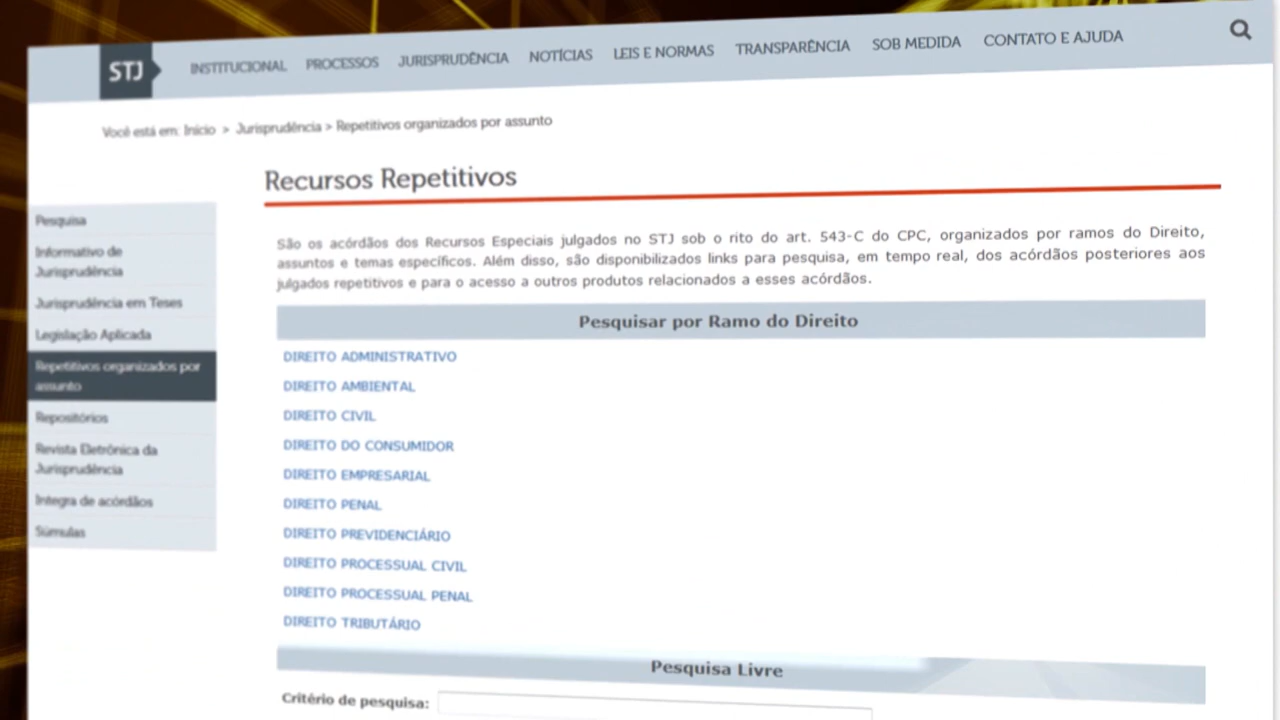 STJ
INSTITUCIONAL PROCESSOS JURISPRUDÊNCIA NOTÍCIAS LEIS E NORMAS TRANSPARÊNCIA SOB MEDIDA CONTATO E AJUDA
Você está em: Início > Jurisprudência > Repetitivos organizados por assunto
Recursos Repetitivos
Pesquisa
Informativo de
Jurisprudência
Jurisprudência em Teses
Legislação Aplicada
Repetitivos organizados por
assunto
Repositórios
Revista Eletrônica da
Jurisprudência
Íntegra de acórdãos
Súmulas
São os acórdãos dos Recursos Especiais julgados no STJ sob o rito do art. 543-C do CPC, organizados por ramos do Direito,
assuntos e temas específicos. Além disso, são disponibilizados links para pesquisa, em tempo real, dos acórdãos posteriores aos
julgados repetitivos e para o acesso a outros produtos relacionados a esses acórdãos.
Pesquisar por Ramo do Direito
DIREITO ADMINISTRATIVO
DIREITO AMBIENTAL
DIREITO CIVIL
DIREITO DO CONSUMIDOR
DIREITO EMPRESARIAL
DIREITO PENAL
DIREITO PREVIDENCIÁRIO
DIREITO PROCESSUAL CIVIL
DIREITO PROCESSUAL PENAL
DIREITO TRIBUTÁRIO
Pesquisa Livre
Critério de pesquisa: